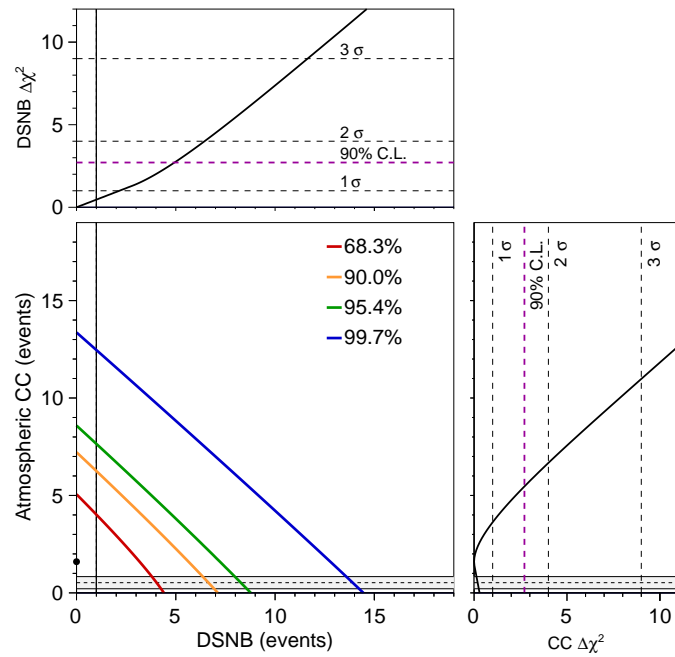 DSNB Δχ²
10
5
0
3 σ
2 σ
90% C.L.
1 σ
Atmospheric CC (events)
15
10
5
0
68.3%
90.0%
95.4%
99.7%
0 5 10 15
DSNB (events)
1 σ
90% C.L.
2 σ
3 σ
0 5 10
CC Δχ²